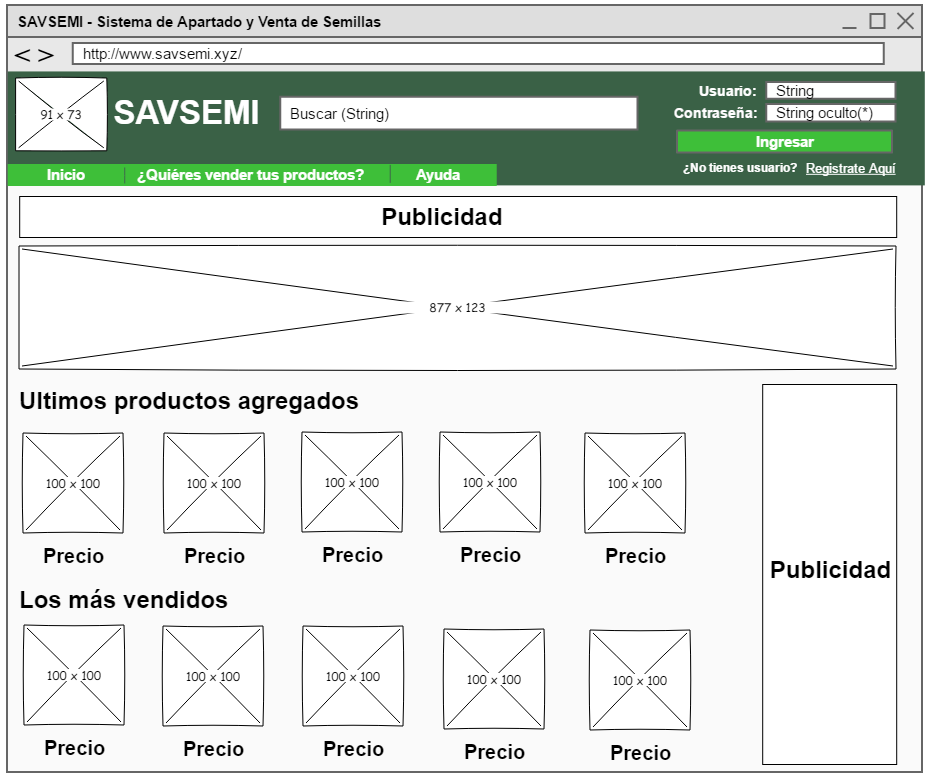 SAVSEMI - Sistema de Apartado y Venta de Semillas
http://www.savsemi.xyz/
91 x 73
SAVSEMI
Buscar (String)
Usuario: String
Contraseña: String oculto(*)
Ingresar
¿No tienes usuario? Registrate Aquí
Inicio ¿Quiéres vender tus productos? Ayuda
Publicidad
877 x 123
Ultimos productos agregados
100 x 100 100 x 100 100 x 100 100 x 100 100 x 100
Precio Precio Precio Precio Precio
Los más vendidos
100 x 100 100 x 100 100 x 100 100 x 100 100 x 100
Precio Precio Precio Precio Precio
Publicidad